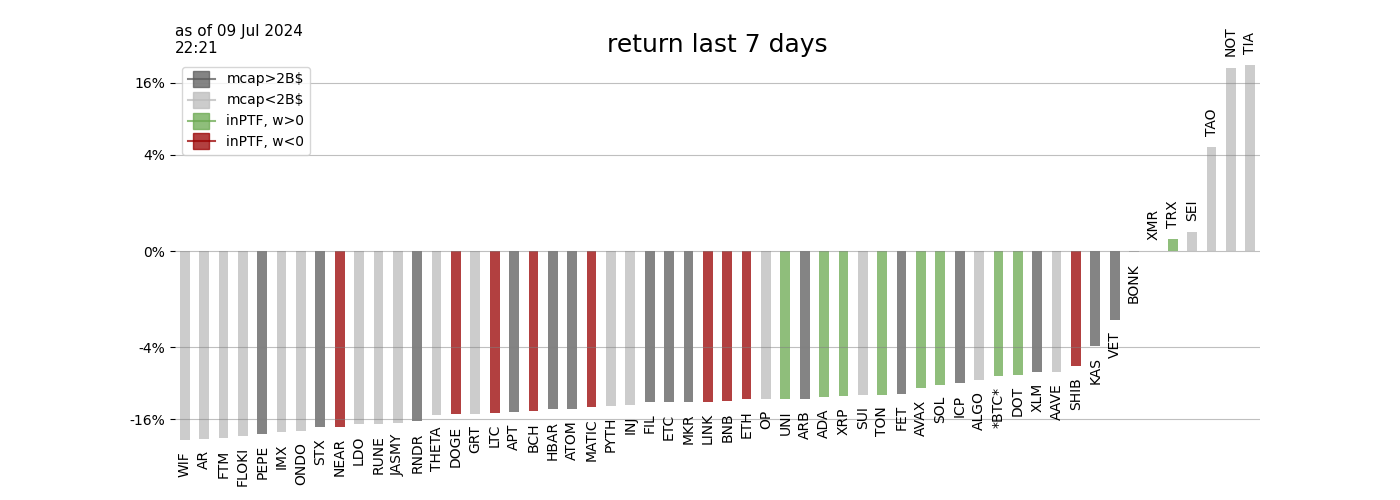 as of 09 Jul 2024
22:21
return last 7 days
mcap>2B$
mcap<2B$
inPTF, w>0
inPTF, w<0
16%
4%
0%
-4%
-16%
WIF
AR
FTM
FLOKI
PEPE
IMX
ONDO
STX
NEAR
LDO
RUNE
JASMY
RNDR
THETA
DOGE
GRT
LTC
APT
BCH
HBAR
ATOM
MATIC
PYTH
INJ
FIL
ETC
MKR
LINK
BNB
ETH
OP
UNI
ARB
ADA
XRP
SUI
TON
FET
AVAX
SOL
ICP
ALGO
*BTC*
DOT
XLM
AAVE
SHIB
KAS
VET
BONK
XMR
TRX
SEI
TAO
NOT
TIA